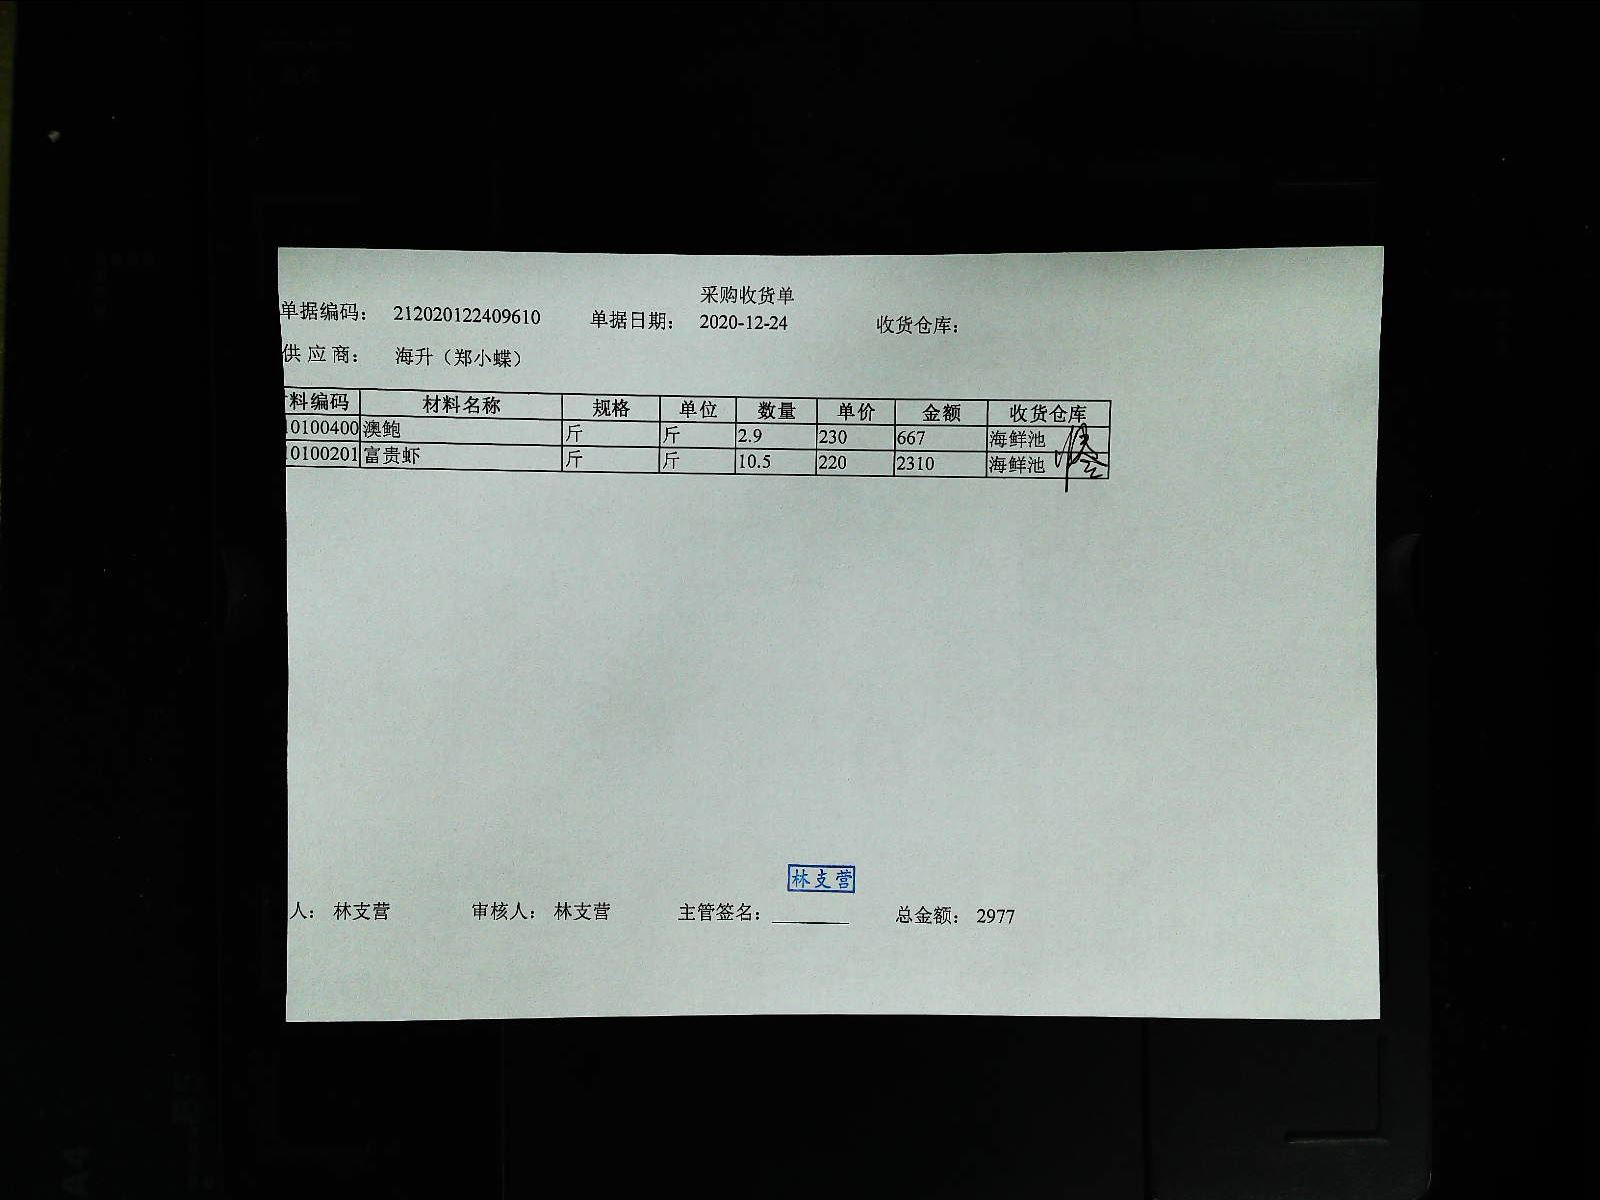 采购收货单
单据编码： 212020122409610 单据日期： 2020-12-24 收货仓库：
供应商： 海升（郑小蝶）
料编码 材料名称 规格 单位 数量 单价 金额 收货仓库
10100400 澳鲍 斤 斤 2.9 230 667 海鲜池
10100201 富贵虾 斤 斤 10.5 220 2310 海鲜池
林支营
人： 林支营 审核人： 林支营 主管签名： 总金额： 2977